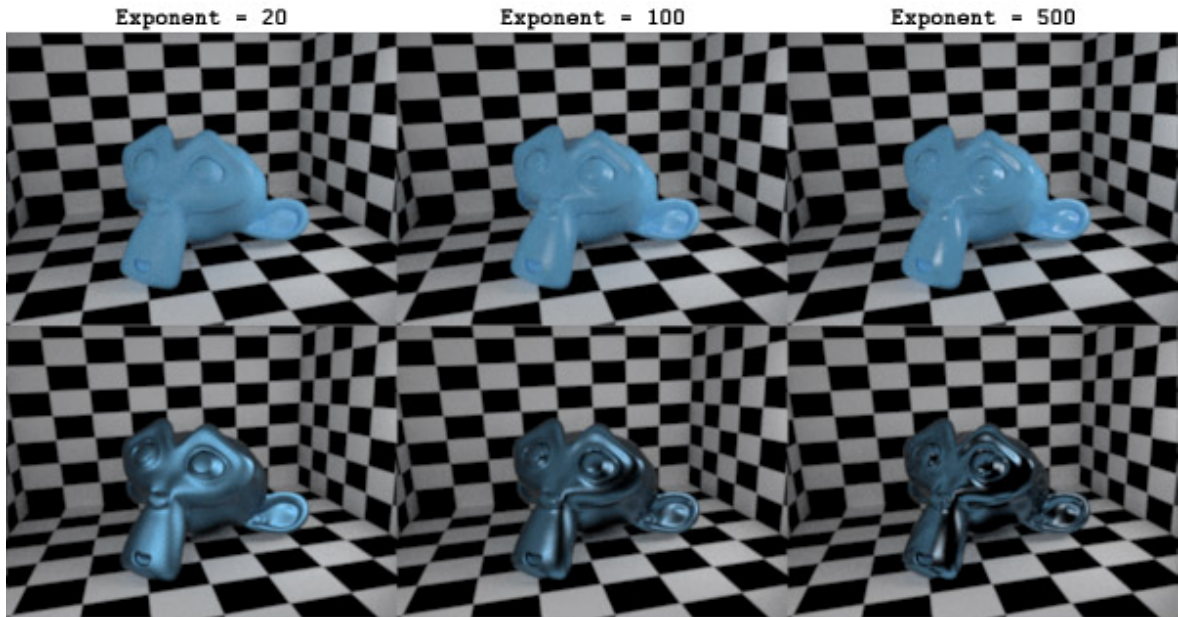 Exponent = 20
Exponent = 100
Exponent = 500